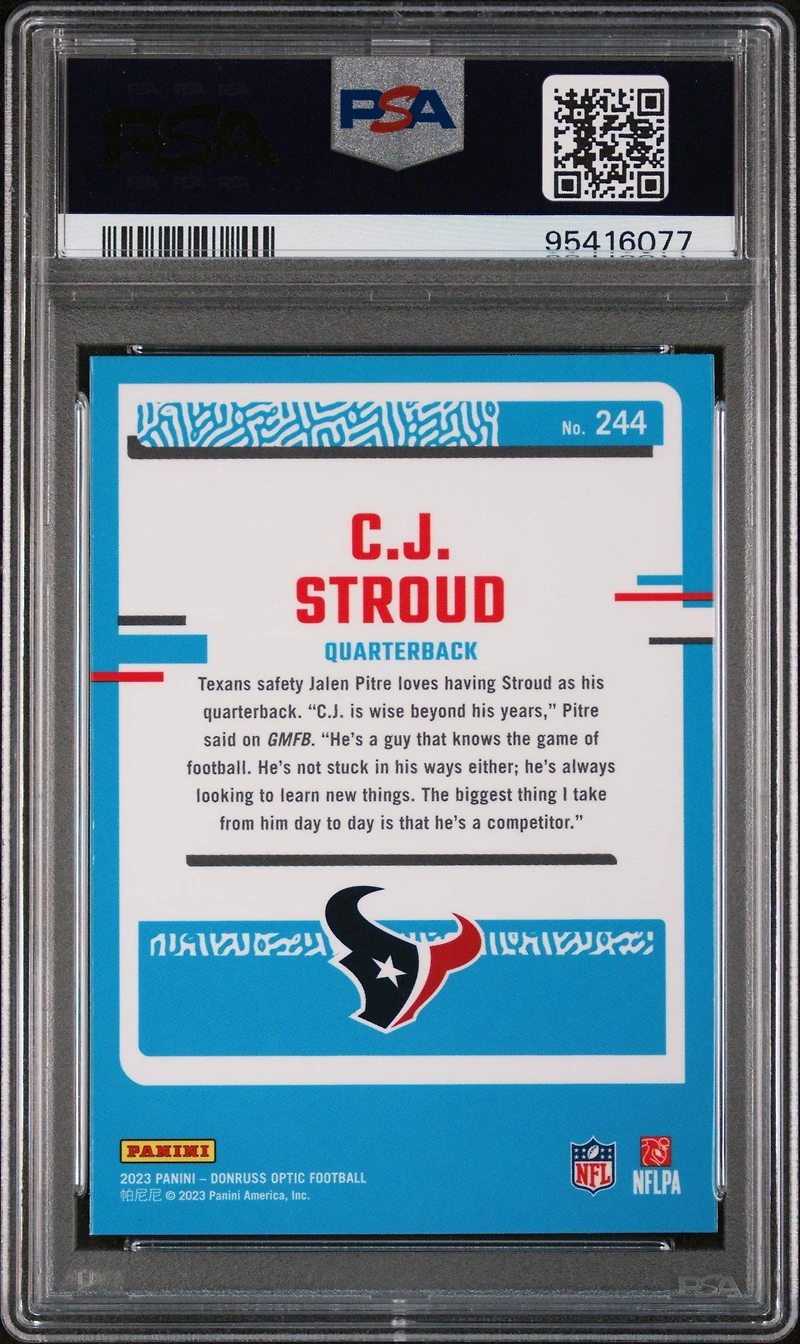 PSA
PSA
95416077
No. 244
C.J.
STROUD
QUARTERBACK
Texans safety Jalen Pitre loves having Stroud as his
quarterback. “C.J. is wise beyond his years,” Pitre
said on GMFB. “He’s a guy that knows the game of
football. He’s not stuck in his ways either; he’s always
looking to learn new things. The biggest thing I take
from him day to day is that he’s a competitor.”
PANINI
NFL
NFLPA
2023 PANINI – DONRUSS OPTIC FOOTBALL
帕尼尼 © 2023 Panini America, Inc.
PSA